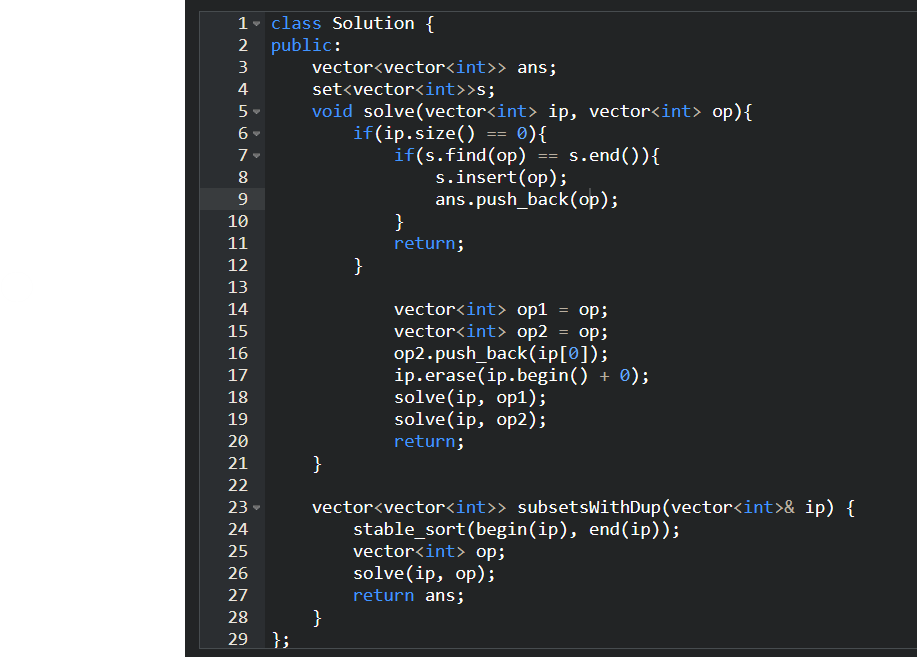 1 class Solution {
2 public:
3     vector<vector<int>> ans;
4     set<vector<int>>s;
5     void solve(vector<int> ip, vector<int> op){
6         if(ip.size() == 0){
7             if(s.find(op) == s.end()){
8                 s.insert(op);
9                 ans.push_back(op);
10             }
11             return;
12         }
13
14             vector<int> op1 = op;
15             vector<int> op2 = op;
16             op2.push_back(ip[0]);
17             ip.erase(ip.begin() + 0);
18             solve(ip, op1);
19             solve(ip, op2);
20             return;
21     }
22
23     vector<vector<int>> subsetsWithDup(vector<int>& ip) {
24         stable_sort(begin(ip), end(ip));
25         vector<int> op;
26         solve(ip, op);
27         return ans;
28     }
29 };